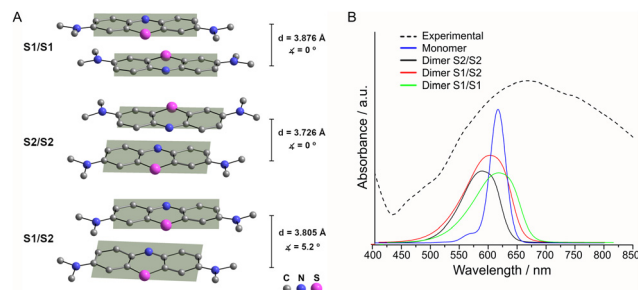 A
S1/S1
d = 3.876 Å
∡ = 0 º
S2/S2
d = 3.726 Å
∡ = 0 º
S1/S2
d = 3.805 Å
∡ = 5.2 º
C N S
B
Experimental
Monomer
Dimer S2/S2
Dimer S1/S2
Dimer S1/S1
Absorbance / a.u.
400 450 500 550 600 650 700 750 800 850
Wavelength / nm